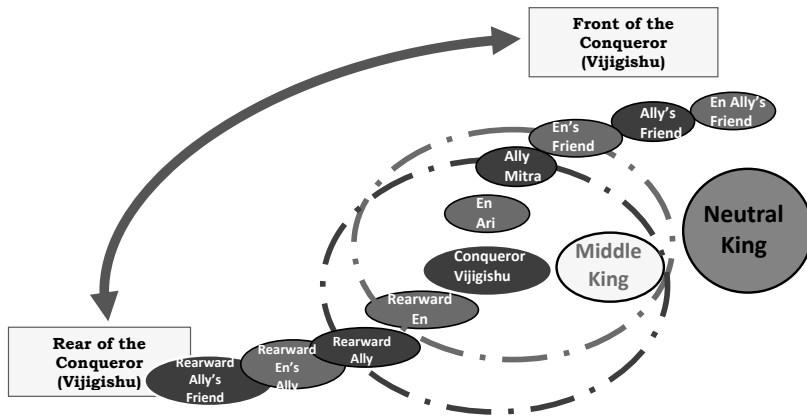 Front of the
Conqueror
(Vijigishu)
En Ally's
Friend
Ally's
Friend
En's
Friend
Ally
Mitra
En
Ari
Neutral
King
Conqueror
Vijigishu
Middle
King
Rearward
En
Rearward
Ally
Rearward
En's
Ally
Rearward
Ally's
Friend
Rear of the
Conqueror
(Vijigishu)